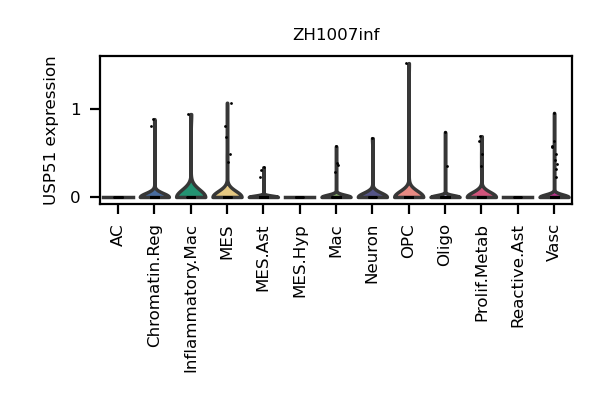 ZH1007inf
USP51 expression
1
0
AC
Chromatin.Reg
Inflammatory.Mac
MES
MES.Ast
MES.Hyp
Mac
Neuron
OPC
Oligo
Prolif.Metab
Reactive.Ast
Vasc